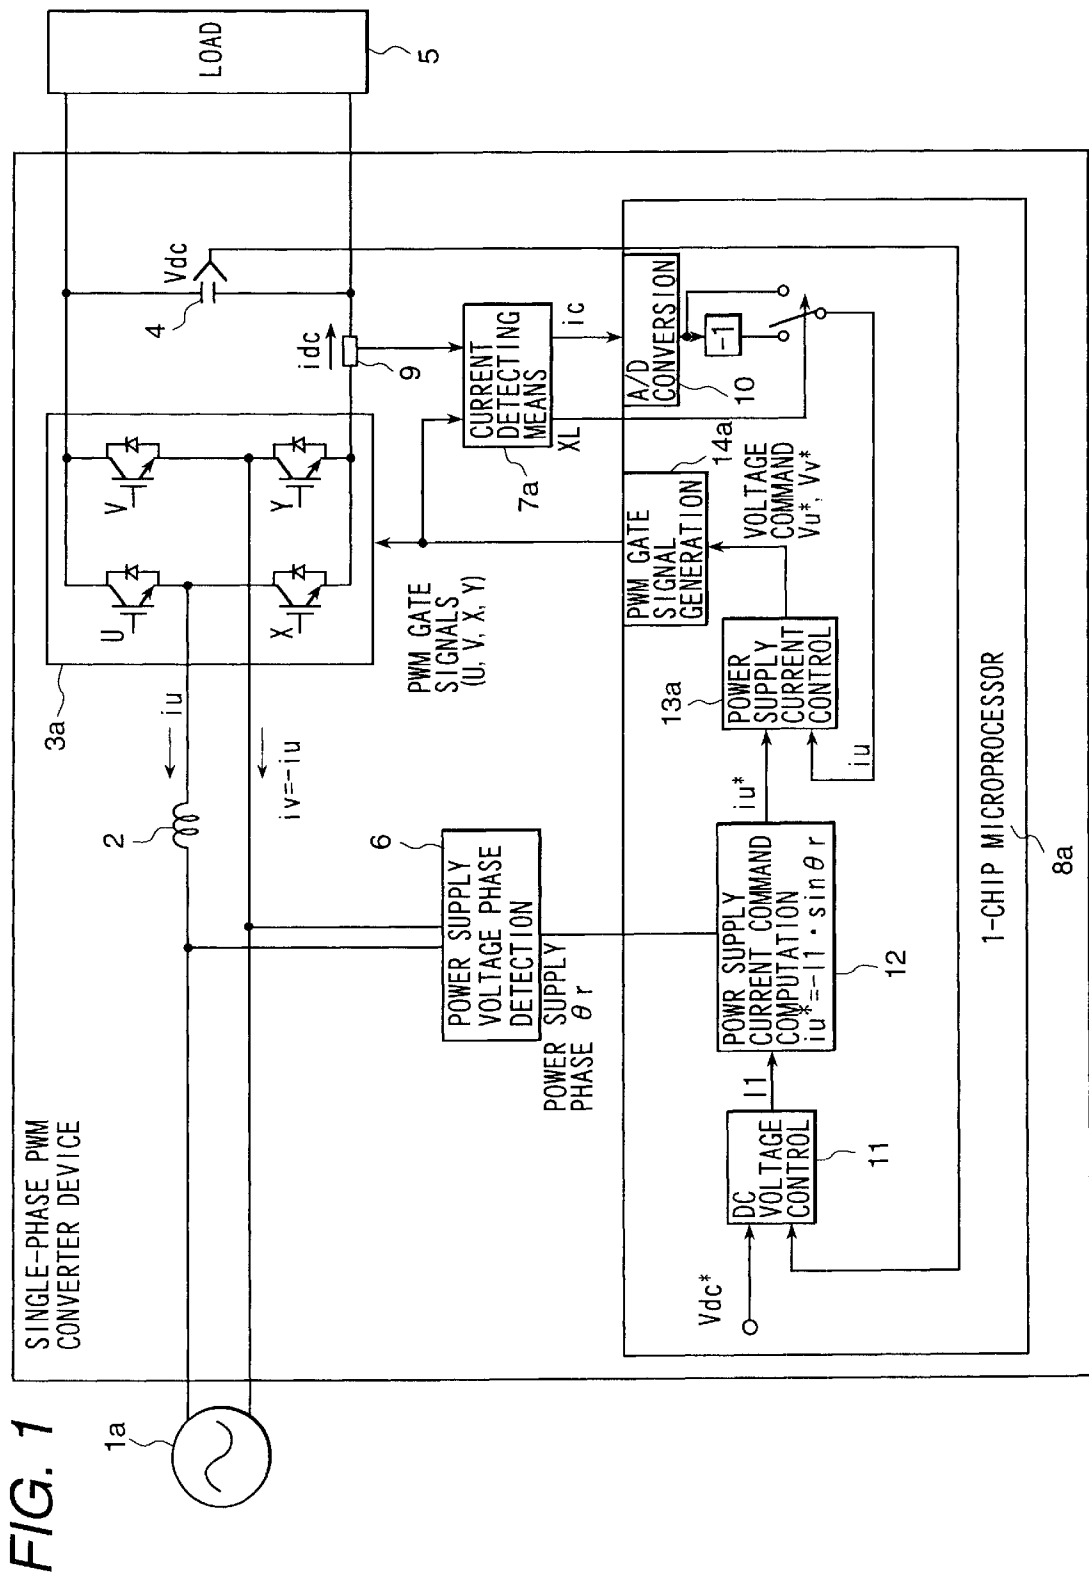 FIG. 1
SINGLE-PHASE PWM
CONVERTER DEVICE
1a
2
iu
iv=-iu
3a
U
V
X
Y
idc
9
4
Vdc
LOAD
5
6
POWER SUPPLY
VOLTAGE PHASE
DETECTION
POWER SUPPLY
PHASE θr
PWM GATE
SIGNALS
(U, V, X, Y)
CURRENT
DETECTING
MEANS
7a
XL
ic
Vdc*
DC
VOLTAGE
CONTROL
11
I1
POWR SUPPLY
CURRENT COMMAND
COMPUTATION
iu*=-I1・sinθr
12
iu*
13a
POWER
SUPPLY
CURRENT
CONTROL
iu
PWM GATE
SIGNAL
GENERATION
14a
VOLTAGE
COMMAND
Vu*, Vv*
A/D
CONVERSION
10
-1
1-CHIP MICROPROCESSOR
8a